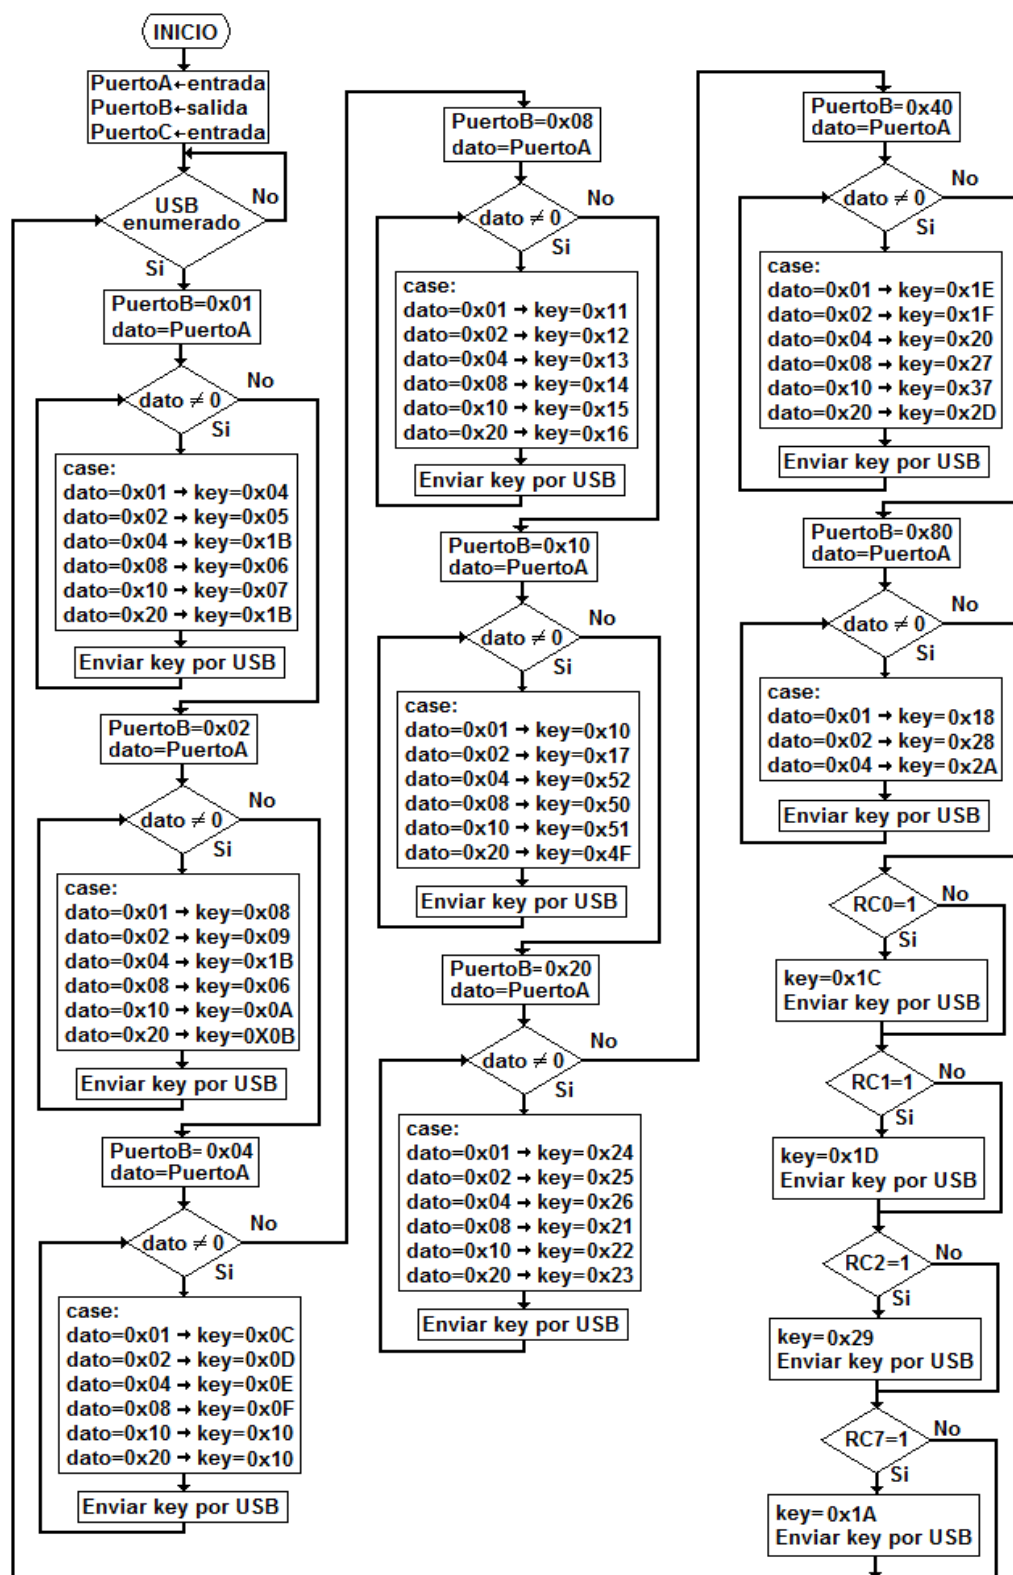 INICIO
PuertoA←entrada
PuertoB←salida
PuertoC←entrada
USB
enumerado
No
Si
PuertoB=0x01
dato=PuertoA
dato ≠ 0
No
Si
case:
dato=0x01 → key=0x04
dato=0x02 → key=0x05
dato=0x04 → key=0x1B
dato=0x08 → key=0x06
dato=0x10 → key=0x07
dato=0x20 → key=0x1B
Enviar key por USB
PuertoB=0x02
dato=PuertoA
dato ≠ 0
No
Si
case:
dato=0x01 → key=0x08
dato=0x02 → key=0x09
dato=0x04 → key=0x1B
dato=0x08 → key=0x06
dato=0x10 → key=0x0A
dato=0x20 → key=0X0B
Enviar key por USB
PuertoB=0x04
dato=PuertoA
dato ≠ 0
No
Si
case:
dato=0x01 → key=0x0C
dato=0x02 → key=0x0D
dato=0x04 → key=0x0E
dato=0x08 → key=0x0F
dato=0x10 → key=0x10
dato=0x20 → key=0x10
Enviar key por USB
PuertoB=0x08
dato=PuertoA
dato ≠ 0
No
Si
case:
dato=0x01 → key=0x11
dato=0x02 → key=0x12
dato=0x04 → key=0x13
dato=0x08 → key=0x14
dato=0x10 → key=0x15
dato=0x20 → key=0x16
Enviar key por USB
PuertoB=0x10
dato=PuertoA
dato ≠ 0
No
Si
case:
dato=0x01 → key=0x10
dato=0x02 → key=0x17
dato=0x04 → key=0x52
dato=0x08 → key=0x50
dato=0x10 → key=0x51
dato=0x20 → key=0x4F
Enviar key por USB
PuertoB=0x20
dato=PuertoA
dato ≠ 0
No
Si
case:
dato=0x01 → key=0x24
dato=0x02 → key=0x25
dato=0x04 → key=0x26
dato=0x08 → key=0x21
dato=0x10 → key=0x22
dato=0x20 → key=0x23
Enviar key por USB
PuertoB=0x40
dato=PuertoA
dato ≠ 0
No
Si
case:
dato=0x01 → key=0x1E
dato=0x02 → key=0x1F
dato=0x04 → key=0x20
dato=0x08 → key=0x27
dato=0x10 → key=0x37
dato=0x20 → key=0x2D
Enviar key por USB
PuertoB=0x80
dato=PuertoA
dato ≠ 0
No
Si
case:
dato=0x01 → key=0x18
dato=0x02 → key=0x28
dato=0x04 → key=0x2A
Enviar key por USB
RC0=1
No
Si
key=0x1C
Enviar key por USB
RC1=1
No
Si
key=0x1D
Enviar key por USB
RC2=1
No
Si
key=0x29
Enviar key por USB
RC7=1
No
Si
key=0x1A
Enviar key por USB